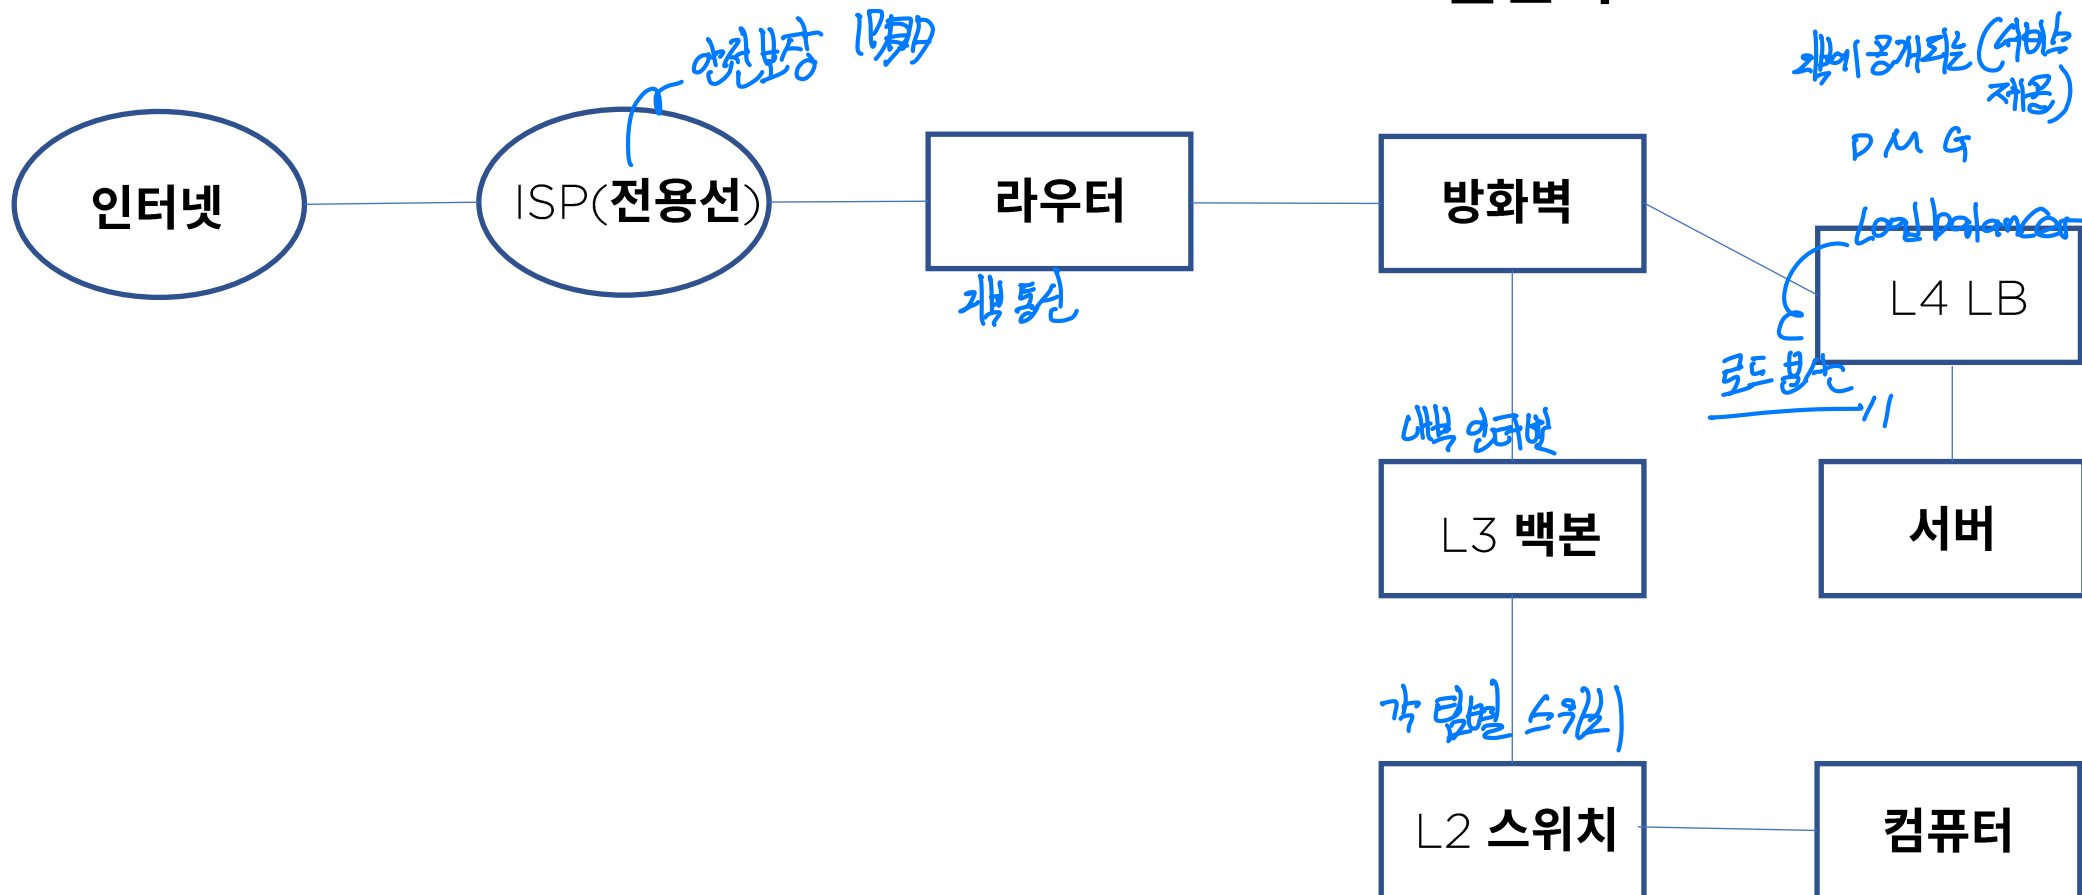 안전보장 IP
외부에 공개되는 (서비스
제공)
DMG
인터넷
ISP(전용선)
라우터
방화벽
Load balancer
L4 LB
외부 통신
로드 분산
내부 인터넷
L3 백본
서버
각 팀별 스위치
L2 스위치
컴퓨터